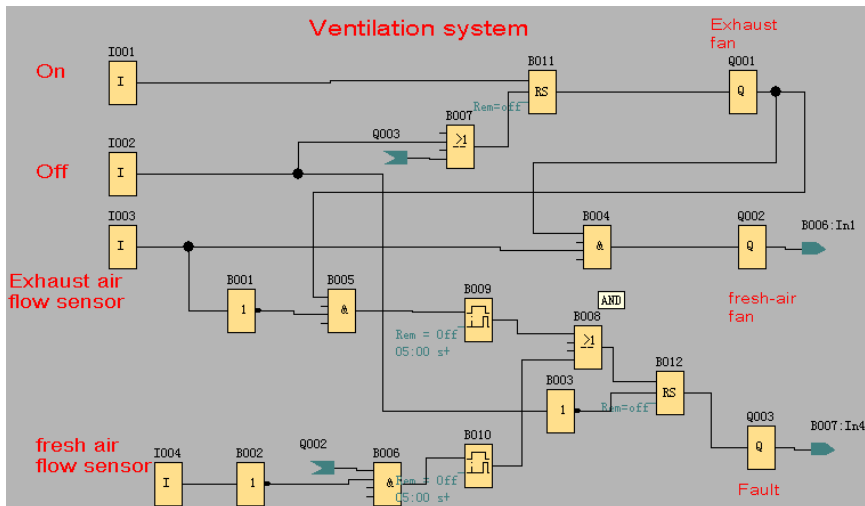 Ventilation system
Exhaust
fan
I001
B011
Q001
On
I
RS
Q
Rem=off
B007
Q003
≥1
I002
Off
I
I003
B004
Q002
B006:In1
I
&
Q
Exhaust air
flow sensor
B001
B005
B009
AND
fresh-air
fan
1
&
B008
Rem = Off
05:00 s+
≥1
B012
B003
RS
1
Rem=off
Q003
B007:In4
fresh air
flow sensor
Q002
B010
Q
I004
B002
B006
I
1
&
Rem = Off
05:00 s+
Fault